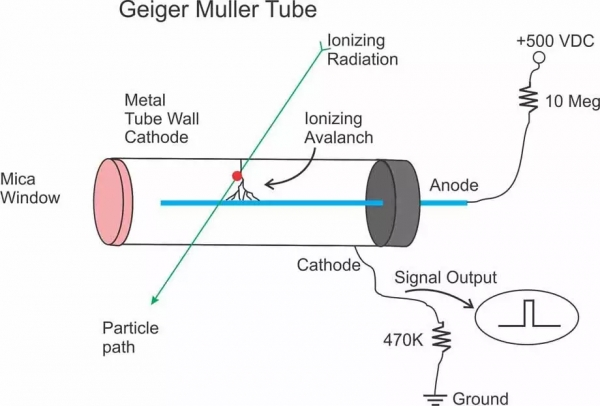 Geiger Muller Tube
Ionizing
Radiation
+500 VDC
10 Meg
Metal
Tube Wall
Cathode
Ionizing
Avalanch
Mica
Window
Anode
Cathode
Signal Output
Particle
path
470K
Ground